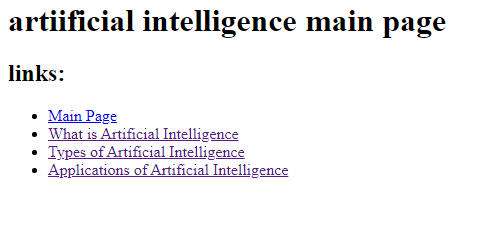 artiificial intelligence main page
links:
Main Page
What is Artificial Intelligence
Types of Artificial Intelligence
Applications of Artificial Intelligence